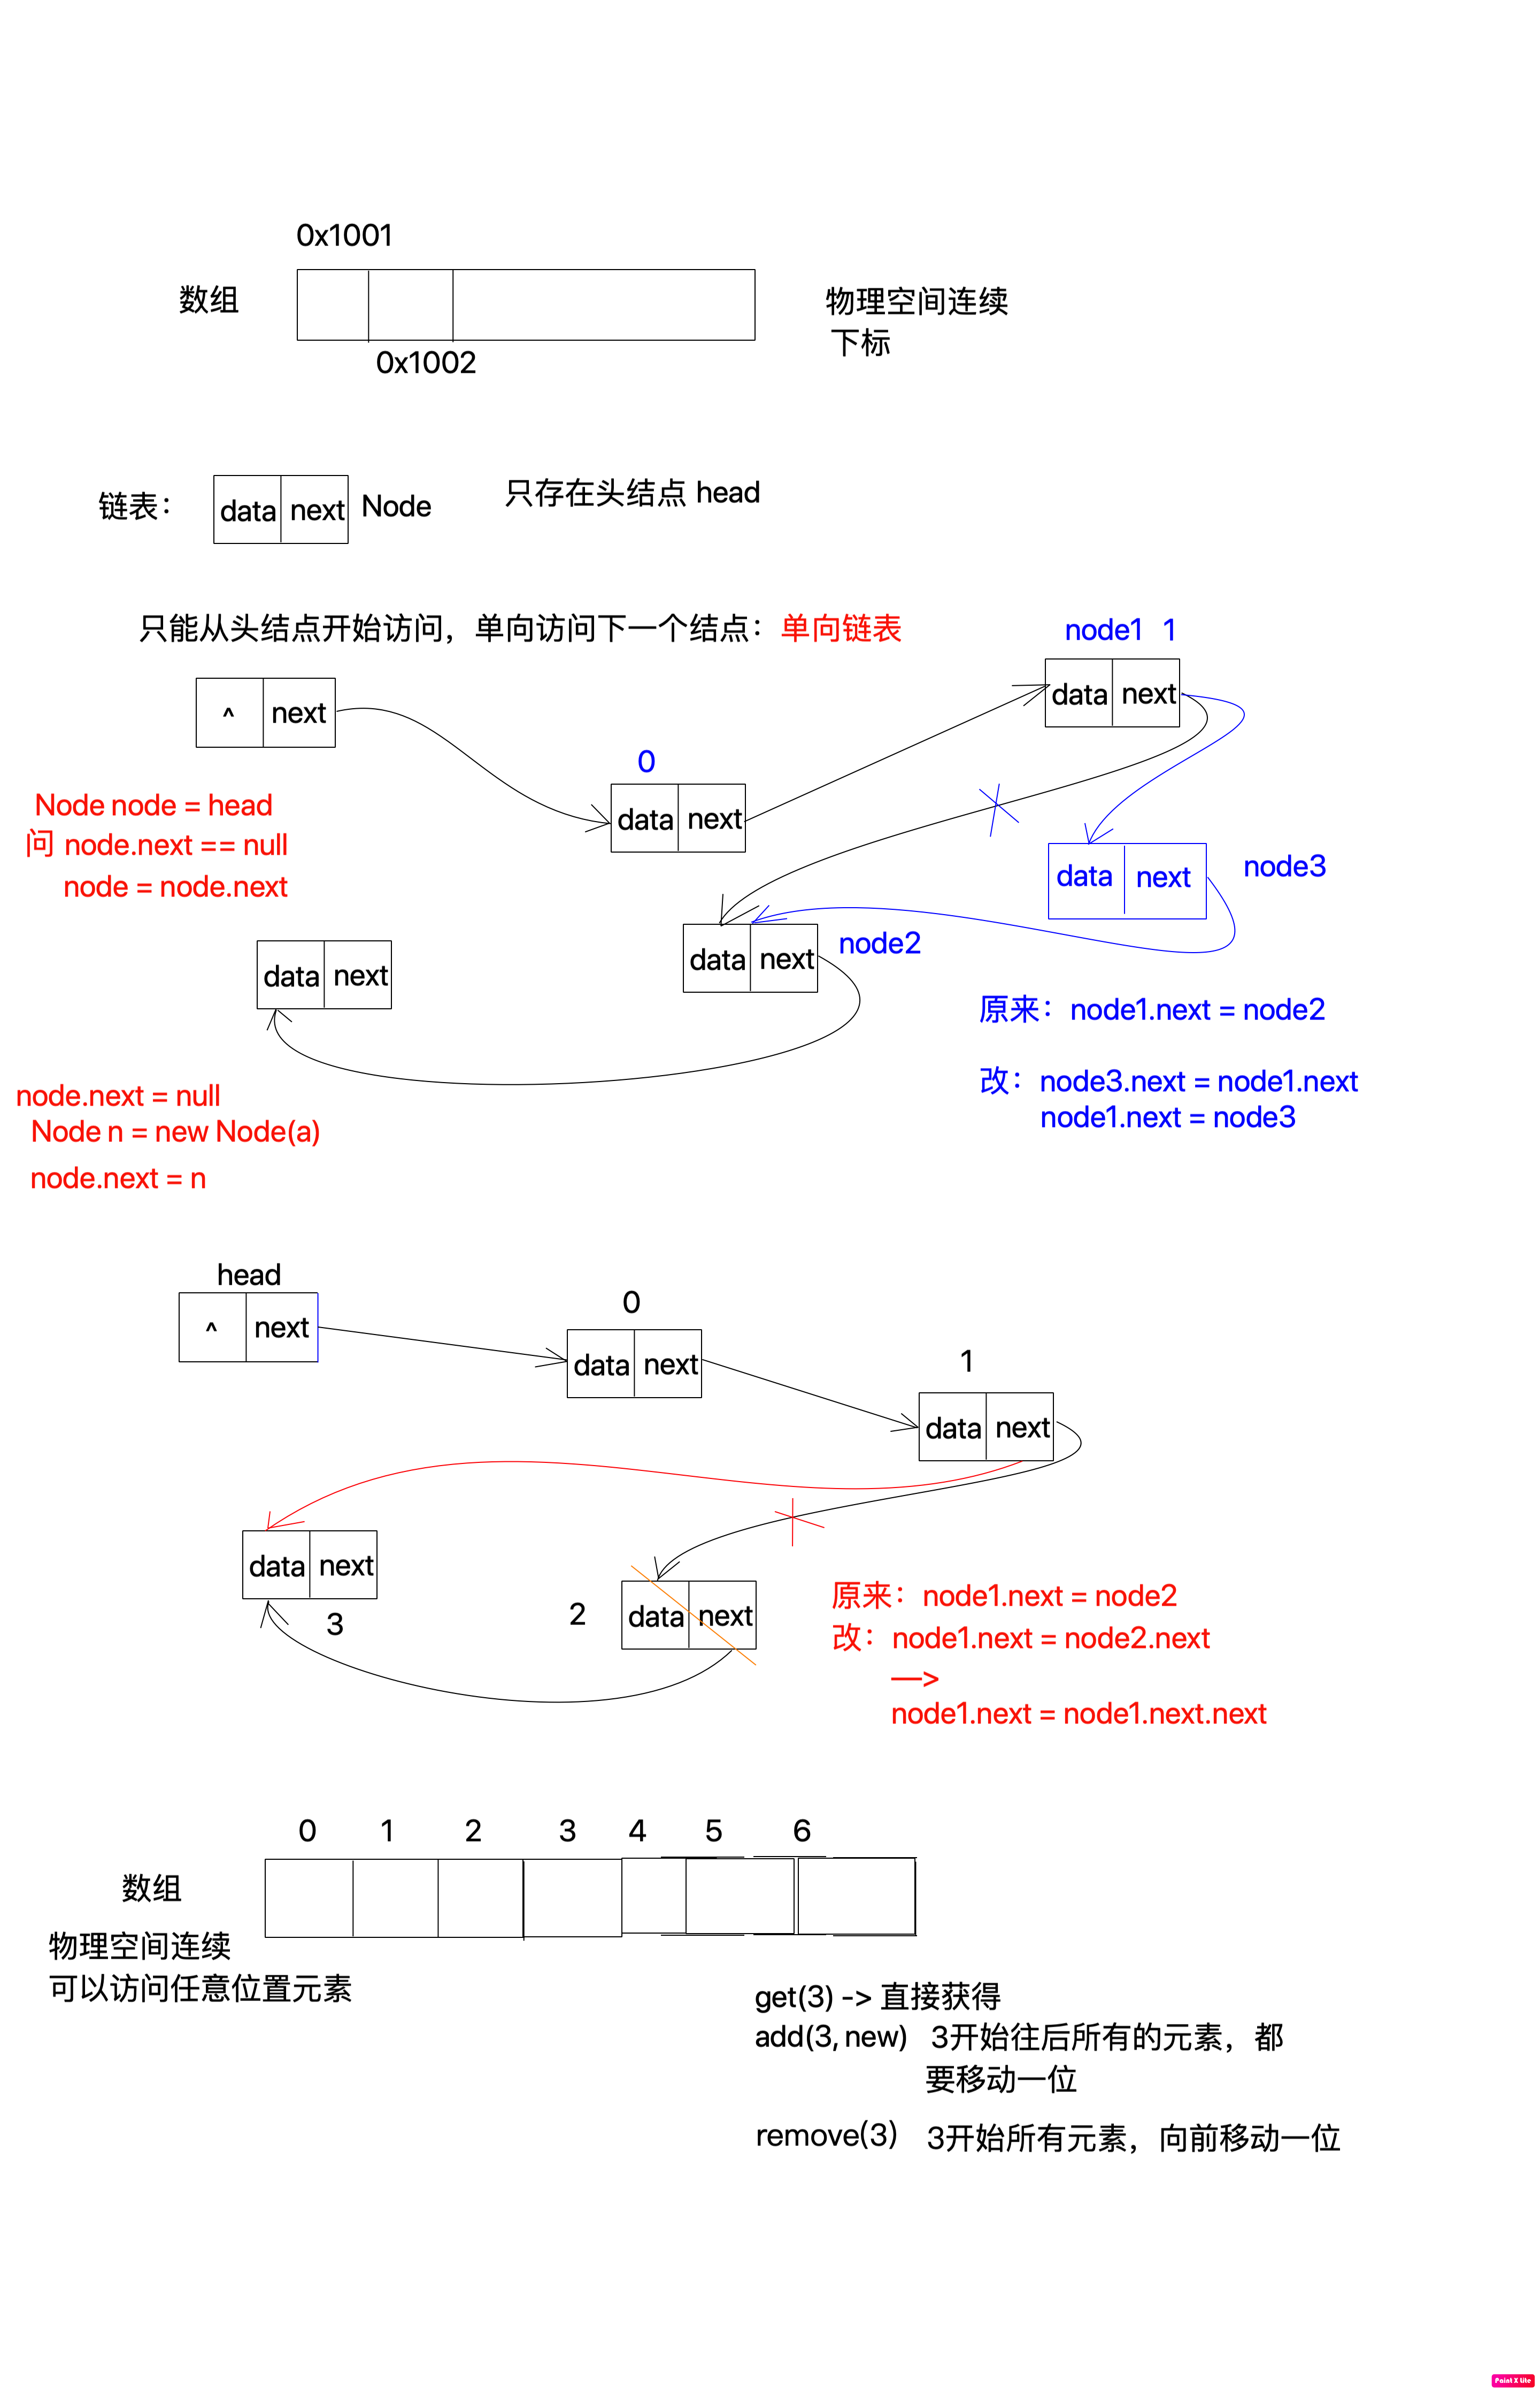 0x1001
数组
物理空间连续
下标
0x1002
链表：
data next Node
只存在头结点 head
只能从头结点开始访问，单向访问下一个结点：单向链表
node1 1
data next
^ next
0
data next
Node node = head
问 node.next == null
node = node.next
data next
node3
data next
node2
data next
原来：node1.next = node2
改：node3.next = node1.next
node1.next = node3
node.next = null
Node n = new Node(a)
node.next = n
head
^ next
0
data next
1
data next
data next
3
2
data next
原来：node1.next = node2
改：node1.next = node2.next
—>
node1.next = node1.next.next
0 1 2 3 4 5 6
数组
物理空间连续
可以访问任意位置元素
get(3) -> 直接获得
add(3, new) 3开始往后所有的元素，都
要移动一位
remove(3) 3开始所有元素，向前移动一位
Paint X Lite